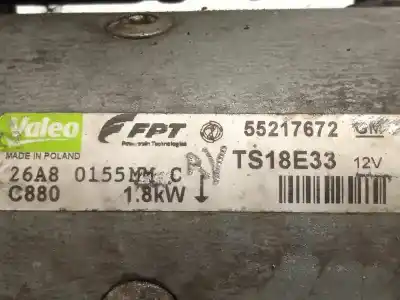 Valeo FPT 55217672 GM
Powertrain Technologies
MADE IN POLAND
TS18E33 12V
26A8 0155MM C
C880 1.8kW